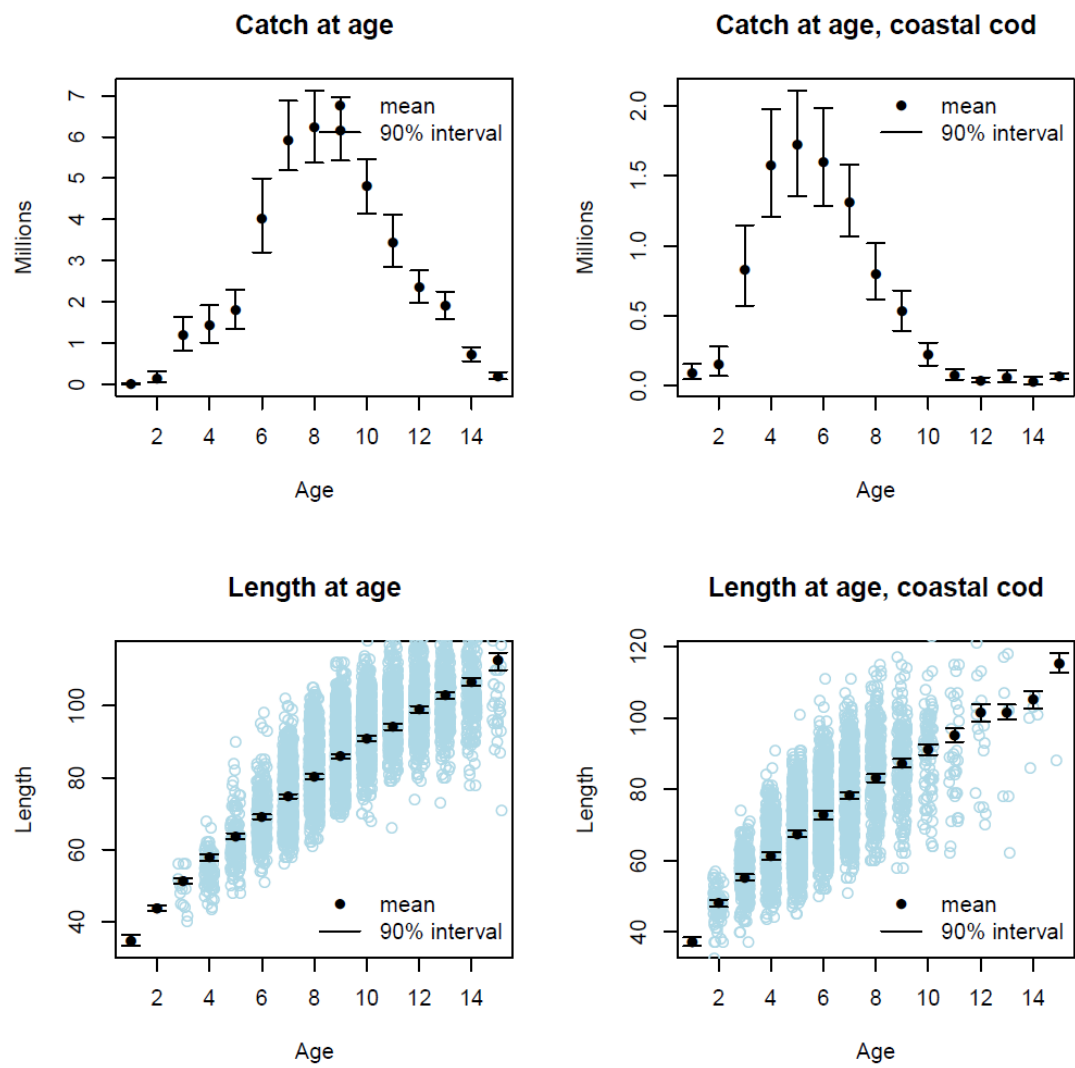 Catch at age
Millions
7
6
5
4
3
2
1
0
mean
90% interval
2 4 6 8 10 12 14
Age
Catch at age, coastal cod
Millions
2.0
1.5
1.0
0.5
0.0
mean
90% interval
2 4 6 8 10 12 14
Age
Length at age
Length
100
80
60
40
mean
90% interval
2 4 6 8 10 12 14
Age
Length at age, coastal cod
Length
120
100
80
60
40
mean
90% interval
2 4 6 8 10 12 14
Age